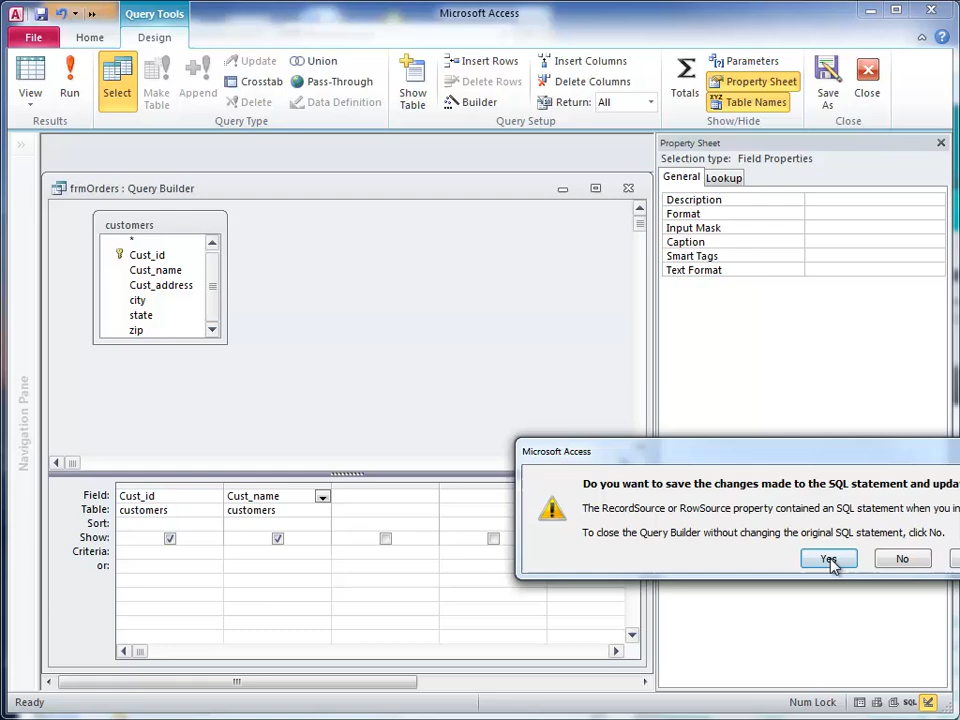 Query Tools
Microsoft Access
File
Home
Design
View
Run
Select
Make Table
Append
Update
Crosstab
Delete
Union
Pass-Through
Data Definition
Show Table
Insert Rows
Delete Rows
Builder
Insert Columns
Delete Columns
Return: All
Totals
Parameters
Property Sheet
Table Names
Save As
Close
Results
Query Type
Query Setup
Show/Hide
Close
Navigation Pane
frmOrders : Query Builder
customers
*
Cust_id
Cust_name
Cust_address
city
state
zip
Property Sheet
Selection type: Field Properties
General
Lookup
Description
Format
Input Mask
Caption
Smart Tags
Text Format
Field: Cust_id Cust_name
Table: customers customers
Sort:
Show:
Criteria:
or:
Microsoft Access
Do you want to save the changes made to the SQL statement and upda
The RecordSource or RowSource property contained an SQL statement when you in
To close the Query Builder without changing the original SQL statement, click No.
Yes
No
Ready
Num Lock
SQL